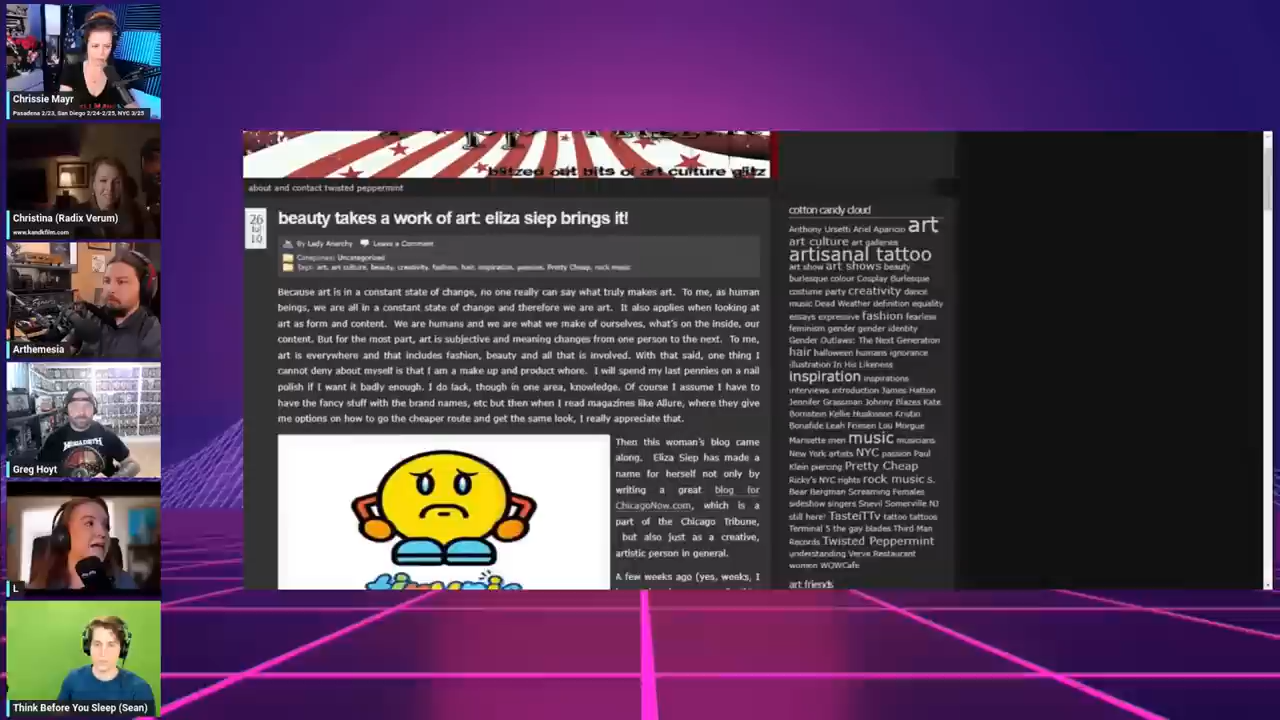 Chrissie Mayr
Pasadena 2/23, San Diego 2/24-2/25, NYC 3/25
Christina (Radix Verum)
www.kandkfilm.com
Arthemesia
MEGADETH
Greg Hoyt
L
Think Before You Sleep (Sean)
blitzed out bits of art culture glitz
about and contact twisted peppermint
26
10
beauty takes a work of art: eliza siep brings it!
By Lady Anarchy Leave a Comment
Categories: Uncategorized
Tags: art, art culture, beauty, creativity, fashion, hair, inspiration, passion, Pretty Cheap, rock music
Because art is in a constant state of change, no one really can say what truly makes art. To me, as human
beings, we are all in a constant state of change and therefore we are art. It also applies when looking at
art as form and content. We are humans and we are what we make of ourselves, what's on the inside, our
content. But for the most part, art is subjective and meaning changes from one person to the next. To me,
art is everywhere and that includes fashion, beauty and all that is involved. With that said, one thing I
cannot deny about myself is that I am a make up and product whore. I will spend my last pennies on a nail
polish if I want it badly enough. I do lack, though in one area, knowledge. Of course I assume I have to
have the fancy stuff with the brand names, etc but then when I read magazines like Allure, where they give
me options on how to go the cheaper route and get the same look, I really appreciate that.
Then this woman's blog came
along. Eliza Siep has made a
name for herself not only by
writing a great blog for
ChicagoNow.com, which is a
part of the Chicago Tribune,
but also just as a creative,
artistic person in general.
A few weeks ago (yes, weeks, I
cotton candy cloud
Anthony Ursetti Ariel Aparicio art
art culture art galleries
artisanal tattoo
art show art shows beauty
burlesque colour Cosplay Burlesque
costume party creativity dance
music Dead Weather definition equality
essays expressive fashion fearless
feminism gender gender identity
Gender Outlaws: The Next Generation
hair halloween humans ignorance
illustration In His Likeness
inspiration inspirations
interviews introduction James Hatton
Jennifer Grassman Johnny Blazes Kate
Bornstein Kellie Huskisson Kristin
Bonafide Leah Friesen Lou Morgue
Marisette men music musicians
New York artists NYC passion Paul
Klein piercing Pretty Cheap
Ricky's NYC rights rock music S.
Bear Bergman Screaming Females
sideshow singers Snevil Somerville NJ
still here! TasteiTTv tattoo tattoos
Terminal 5 the gay blades Third Man
Records Twisted Peppermint
understanding Verve Restaurant
women WOWCafe
art friends